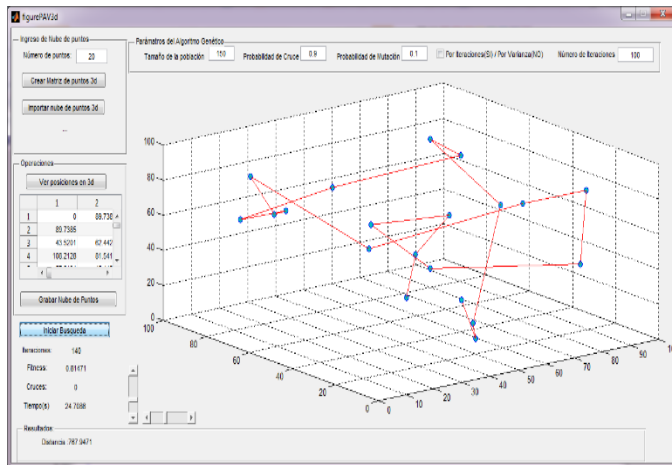 figurePAV3d
Ingreso de Nube de puntos
Número de puntos: 20
Crear Matriz de puntos 3d
Importar nube de puntos 3d
...
Parámetros del Algoritmo Genético
Tamaño de la población 150 Probabilidad de Cruce 0.9 Probabilidad de Mutación 0.1 Por Iteraciones(SI) / Por Varianza(NO) Número de Iteraciones 100
Operaciones
Ver posiciones en 3d
1 2
1 0 89.738
2 89.7385
3 43.5201 62.442
4 100.2128 81.541
Grabar Nube de Puntos
Iniciar Busqueda
Iteraciones: 140
Fitness: 0.81471
Cruces: 0
Tiempo(s) 24.7088
Resultados
Distancia :787.9471
100
80
60
40
20
0
100
80
60
40
20
0
0
10
20
30
40
50
60
70
80
90